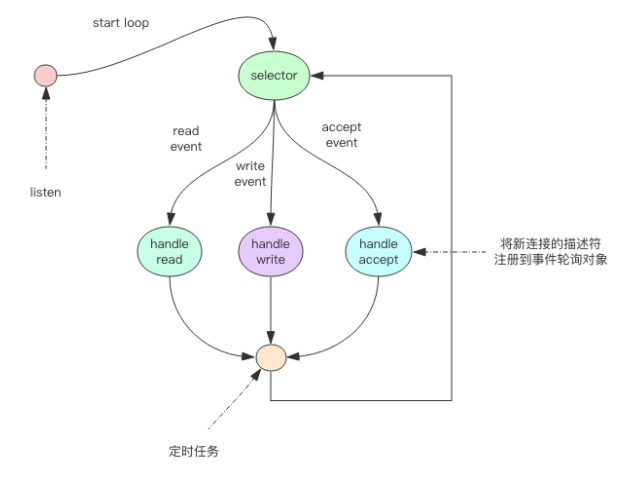 start loop
selector
read
event
write
event
accept
event
listen
handle
read
handle
write
handle
accept
将新连接的描述符
注册到事件轮询对象
定时任务